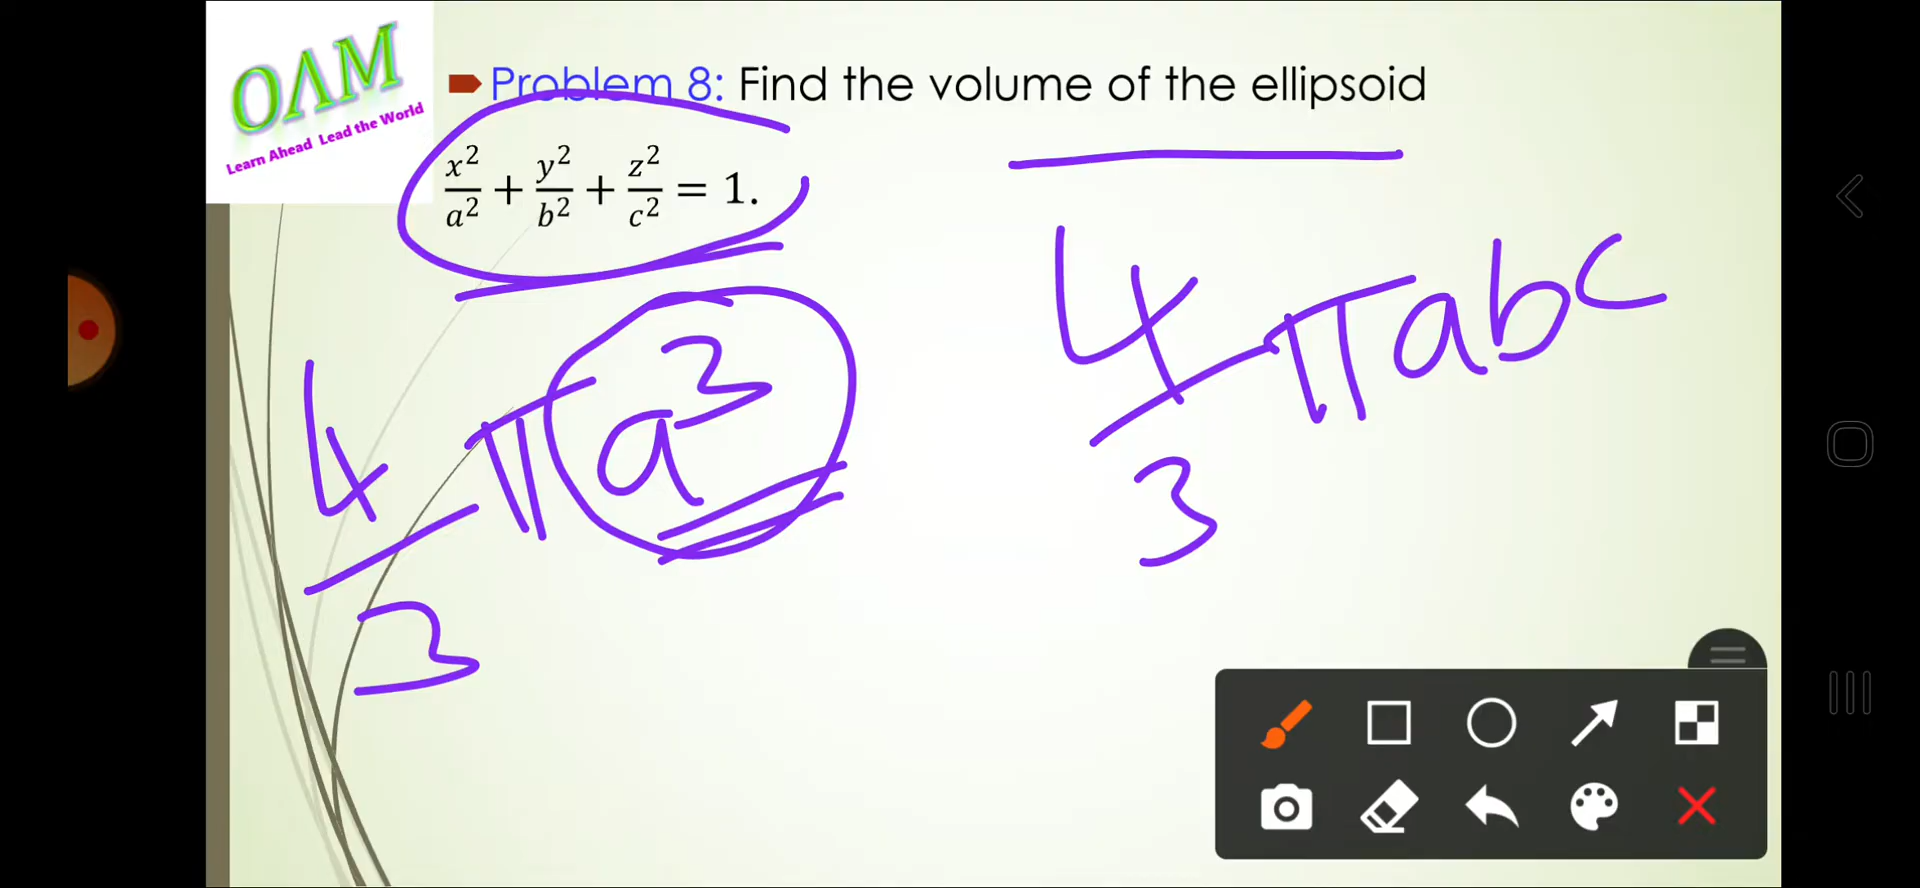 OAM
Learn Ahead Lead the World
Problem 8: Find the volume of the ellipsoid
x²/a² + y²/b² + z²/c² = 1.
4/3 πa³
4/3 πabc